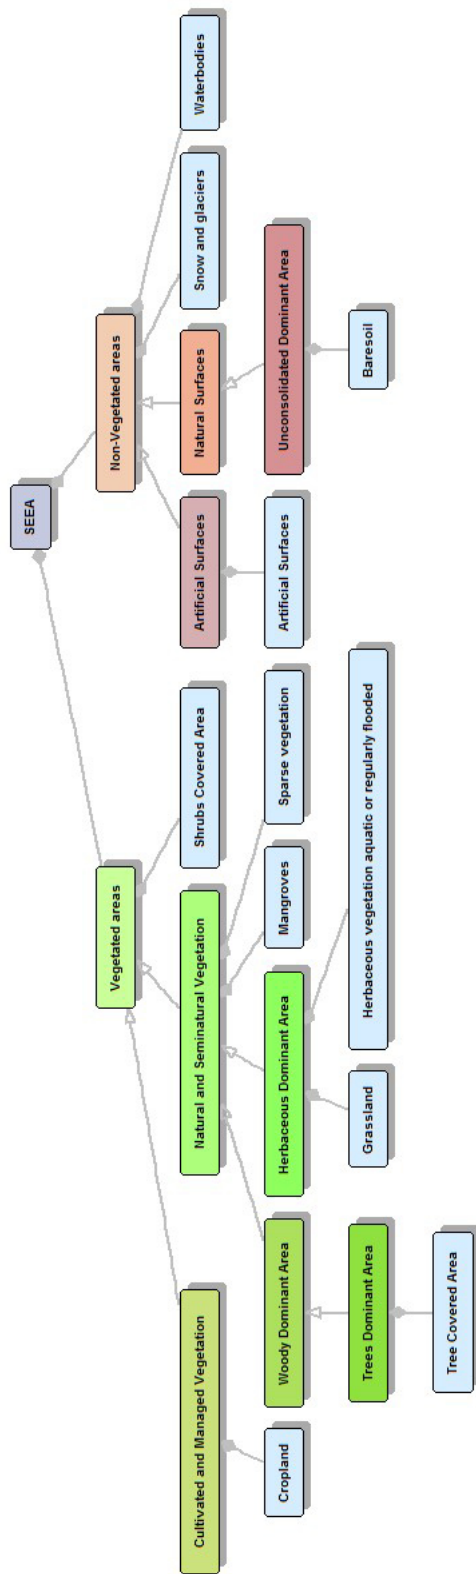 SEEA
Vegetated areas
Non-Vegetated areas
Cultivated and Managed Vegetation
Natural and Seminatural Vegetation
Shrubs Covered Area
Artificial Surfaces
Natural Surfaces
Snow and glaciers
Waterbodies
Cropland
Woody Dominant Area
Herbaceous Dominant Area
Mangroves
Sparse vegetation
Artificial Surfaces
Unconsolidated Dominant Area
Trees Dominant Area
Grassland
Herbaceous vegetation aquatic or regularly flooded
Baresoil
Tree Covered Area